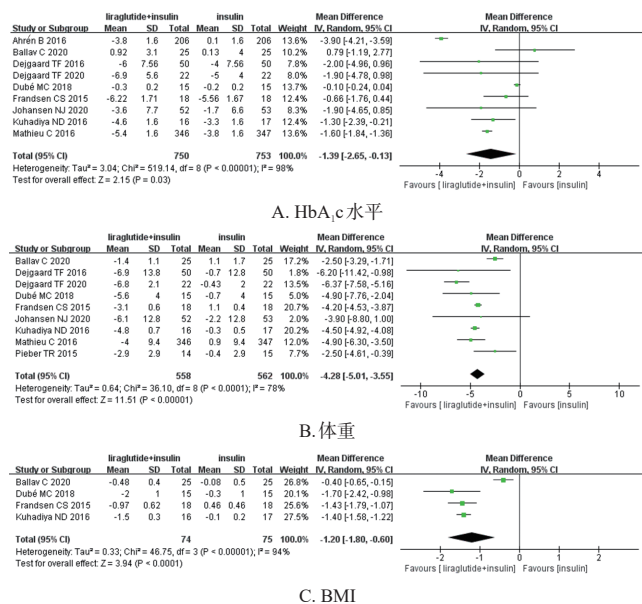 liraglutide+insulin insulin Mean Difference Mean Difference
Study or Subgroup Mean SD Total Mean SD Total Weight IV, Random, 95% CI IV, Random, 95% CI
Ahrén B 2016 -3.8 1.6 206 0.1 1.6 206 13.6% -3.90 [-4.21, -3.59]
Ballav C 2020 0.92 3.1 25 0.13 4 25 10.2% 0.79 [-1.19, 2.77]
Dejgaard TF 2016 -6 7.56 50 -4 7.56 50 7.9% -2.00 [-4.96, 0.96]
Dejgaard TF 2020 -6.9 5.6 22 -5 4 22 8.1% -1.90 [-4.78, 0.98]
Dubé MC 2018 -0.3 0.2 15 -0.2 0.2 15 13.7% -0.10 [-0.24, 0.04]
Frandsen CS 2015 -6.22 1.71 18 -5.56 1.67 18 12.6% -0.66 [-1.76, 0.44]
Johansen NJ 2020 -3.6 7.7 52 -1.7 6.6 53 8.3% -1.90 [-4.65, 0.85]
Kuhadiya ND 2016 -4.6 1.6 16 -3.3 1.6 17 12.6% -1.30 [-2.39, -0.21]
Mathieu C 2016 -5.4 1.6 346 -3.8 1.6 347 13.6% -1.60 [-1.84, -1.36]
Total (95% CI) 750 753 100.0% -1.39 [-2.65, -0.13]
Heterogeneity: Tau² = 3.04; Chi² = 519.14, df = 8 (P < 0.00001); I² = 98%
Test for overall effect: Z = 2.15 (P = 0.03)
-4 -2 0 2 4
Favours [liraglutide+insulin] Favours [insulin]
A. HbA₁c水平
liraglutide+insulin insulin Mean Difference Mean Difference
Study or Subgroup Mean SD Total Mean SD Total Weight IV, Random, 95% CI IV, Random, 95% CI
Ballav C 2020 -1.4 1.1 25 1.1 1.7 25 17.2% -2.50 [-3.29, -1.71]
Dejgaard TF 2016 -6.9 13.8 50 -0.7 12.8 50 1.8% -6.20 [-11.42, -0.98]
Dejgaard TF 2020 -6.8 2.1 22 -0.43 2 22 14.4% -6.37 [-7.58, -5.16]
Dubé MC 2018 -5.6 4 15 -0.7 4 15 5.0% -4.90 [-7.76, -2.04]
Frandsen CS 2015 -3.1 0.6 18 1.1 0.4 18 20.0% -4.20 [-4.53, -3.87]
Johansen NJ 2020 -6.1 12.8 52 -2.2 12.8 53 2.0% -3.90 [-8.80, 1.00]
Kuhadiya ND 2016 -4.8 0.7 16 -0.3 0.5 17 19.6% -4.50 [-4.92, -4.08]
Mathieu C 2016 -4 9.4 346 0.9 9.4 347 12.9% -4.90 [-6.30, -3.50]
Pieber TR 2015 -2.9 2.9 14 -0.4 2.9 15 7.7% -2.50 [-4.61, -0.39]
Total (95% CI) 558 562 100.0% -4.28 [-5.01, -3.55]
Heterogeneity: Tau² = 0.64; Chi² = 36.10, df = 8 (P < 0.0001); I² = 78%
Test for overall effect: Z = 11.51 (P < 0.00001)
-10 -5 0 5 10
Favours [liraglutide+insulin] Favours [insulin]
B.体重
liraglutide+insulin insulin Mean Difference Mean Difference
Study or Subgroup Mean SD Total Mean SD Total Weight IV, Random, 95% CI IV, Random, 95% CI
Ballav C 2020 -0.48 0.4 25 -0.08 0.5 25 26.8% -0.40 [-0.65, -0.15]
Dubé MC 2018 -2 1 15 -0.3 1 15 20.4% -1.70 [-2.42, -0.98]
Frandsen CS 2015 -0.97 0.62 18 0.46 0.46 18 25.3% -1.43 [-1.79, -1.07]
Kuhadiya ND 2016 -1.5 0.3 16 -0.1 0.2 17 27.5% -1.40 [-1.58, -1.22]
Total (95% CI) 74 75 100.0% -1.20 [-1.80, -0.60]
Heterogeneity: Tau² = 0.33; Chi² = 46.75, df = 3 (P < 0.00001); I² = 94%
Test for overall effect: Z = 3.94 (P < 0.0001)
-2 -1 0 1 2
Favours [liraglutide+insulin] Favours [insulin]
C. BMI